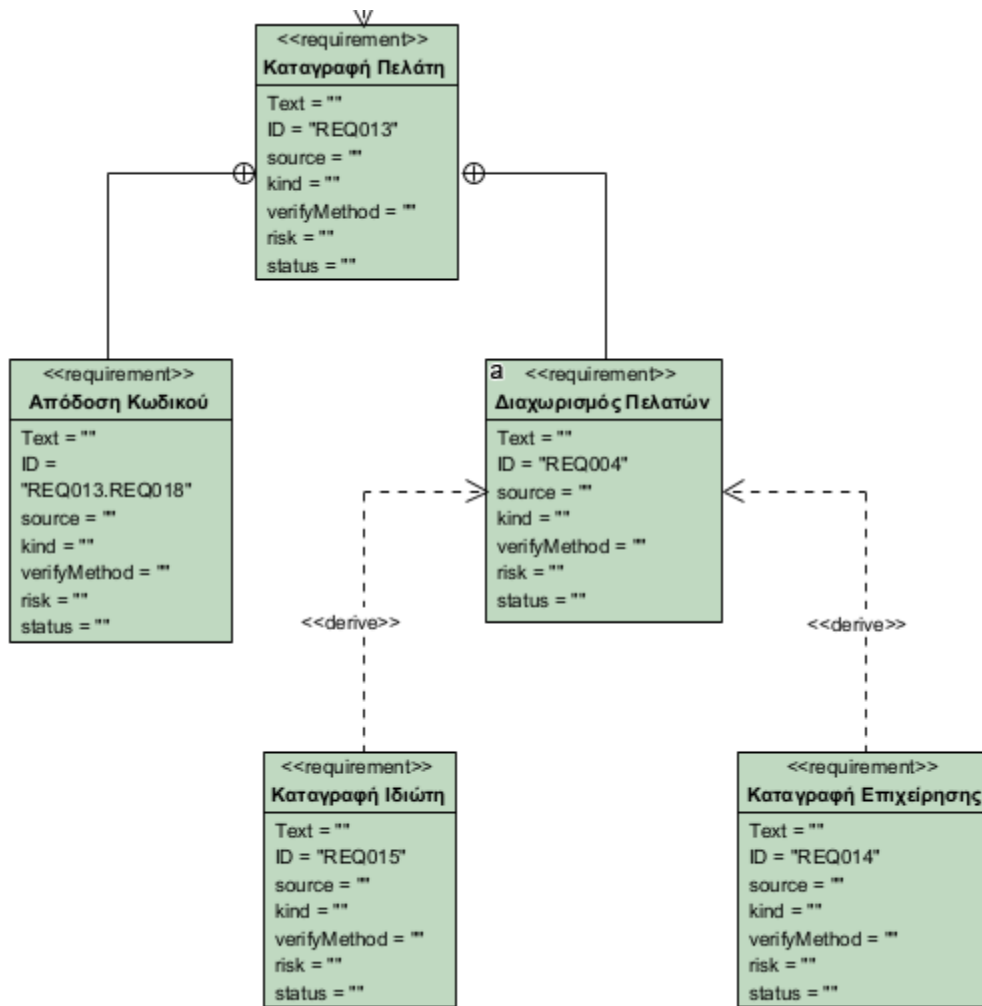 <<requirement>>
Καταγραφή Πελάτη
Text = ""
ID = "REQ013"
source = ""
kind = ""
verifyMethod = ""
risk = ""
status = ""
<<requirement>>
Απόδοση Κωδικού
Text = ""
ID =
"REQ013.REQ018"
source = ""
kind = ""
verifyMethod = ""
risk = ""
status = ""
a <<requirement>>
Διαχωρισμός Πελατών
Text = ""
ID = "REQ004"
source = ""
kind = ""
verifyMethod = ""
risk = ""
status = ""
<<derive>>
<<derive>>
<<requirement>>
Καταγραφή Ιδιώτη
Text = ""
ID = "REQ015"
source = ""
kind = ""
verifyMethod = ""
risk = ""
status = ""
<<requirement>>
Καταγραφή Επιχείρησης
Text = ""
ID = "REQ014"
source = ""
kind = ""
verifyMethod = ""
risk = ""
status = ""